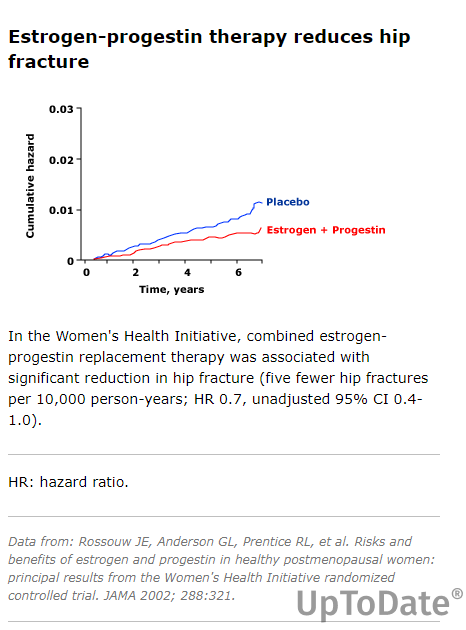 Estrogen-progestin therapy reduces hip
fracture
0.03
0.02
0.01
0
Cumulative hazard
Placebo
Estrogen + Progestin
0 2 4 6
Time, years
In the Women's Health Initiative, combined estrogen-
progestin replacement therapy was associated with
significant reduction in hip fracture (five fewer hip fractures
per 10,000 person-years; HR 0.7, unadjusted 95% CI 0.4-
1.0).
HR: hazard ratio.
Data from: Rossouw JE, Anderson GL, Prentice RL, et al. Risks and
benefits of estrogen and progestin in healthy postmenopausal women:
principal results from the Women's Health Initiative randomized
controlled trial. JAMA 2002; 288:321.
UpToDate®